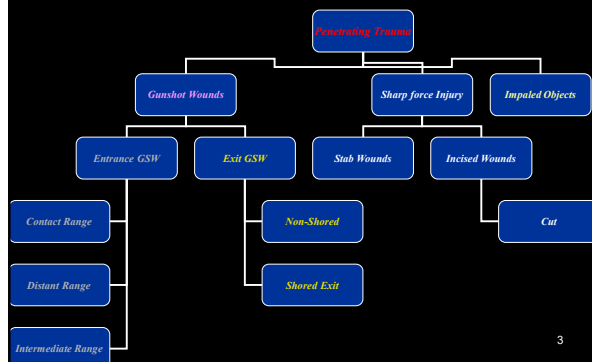 Penetrating Trauma
Gunshot Wounds
Sharp force Injury
Impaled Objects
Entrance GSW
Exit GSW
Stab Wounds
Incised Wounds
Contact Range
Non-Shored
Cut
Distant Range
Shored Exit
Intermediate Range
3